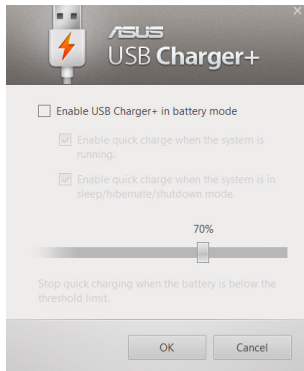 ASUS
USB Charger+
Enable USB Charger+ in battery mode
Enable quick charge when the system is
running.
Enable quick charge when the system is in
sleep/hibernate/shutdown mode.
70%
Stop quick charging when the battery is below the
threshold limit.
OK
Cancel